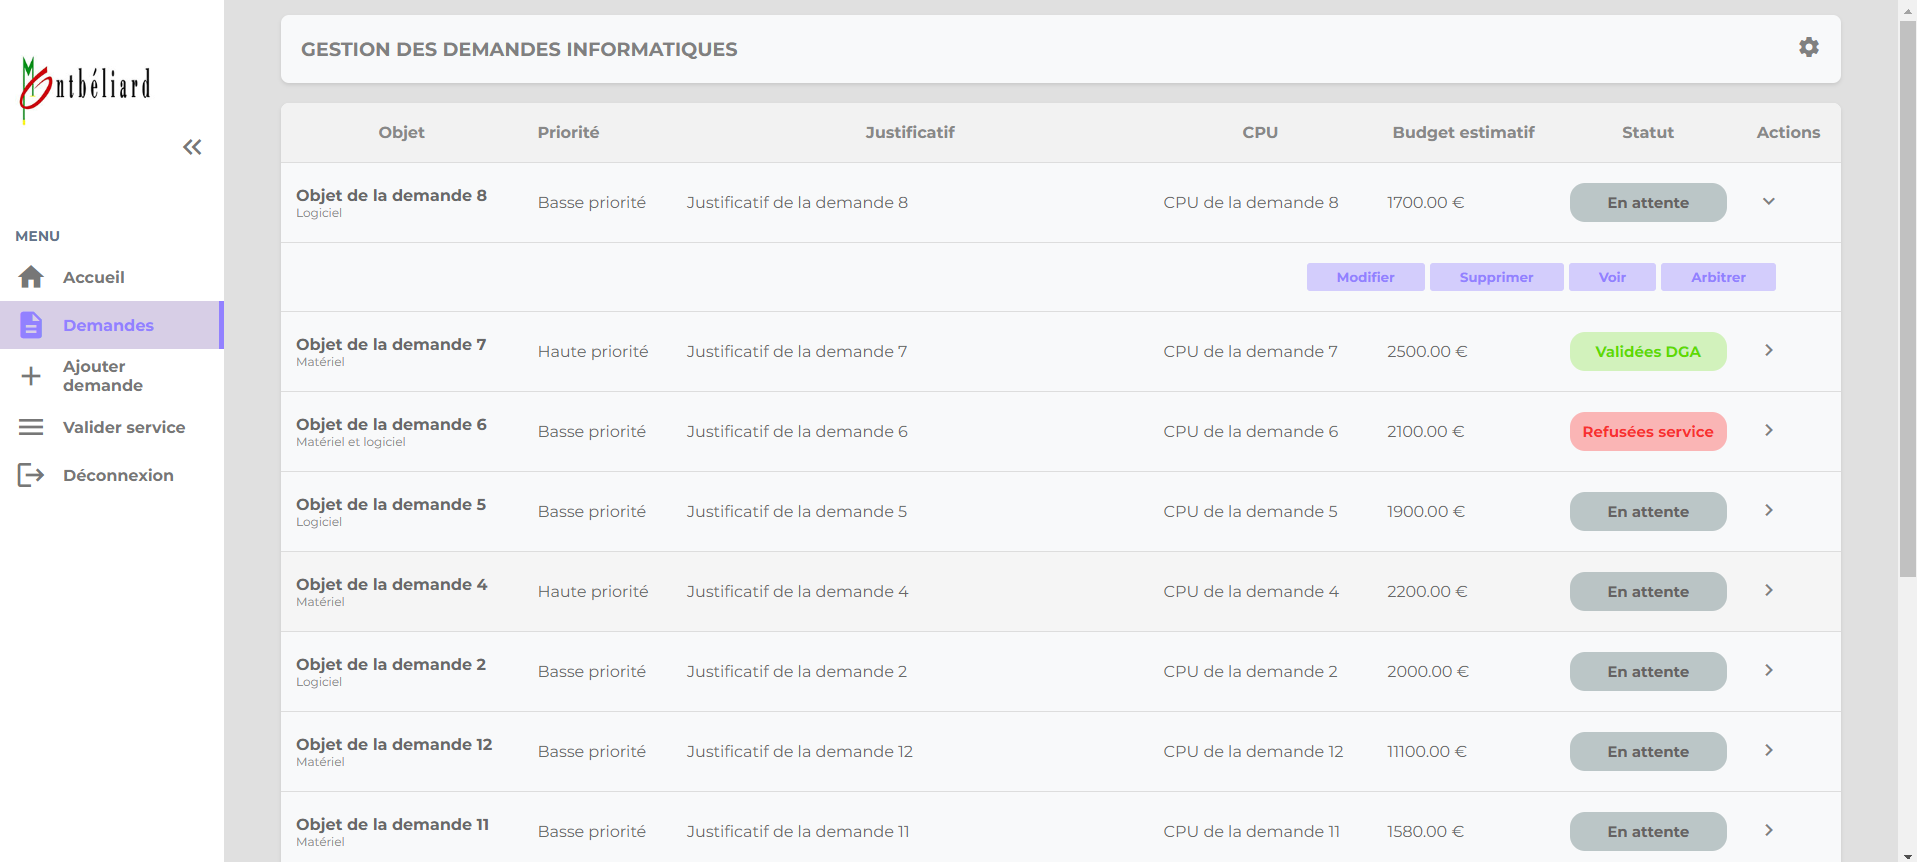 Montbéliard
GESTION DES DEMANDES INFORMATIQUES
MENU
Accueil
Demandes
Ajouter
demande
Valider service
Déconnexion
Objet Priorité Justificatif CPU Budget estimatif Statut Actions
Objet de la demande 8
Logiciel
Basse priorité Justificatif de la demande 8 CPU de la demande 8 1700.00 € En attente
Modifier Supprimer Voir Arbitrer
Objet de la demande 7
Matériel
Haute priorité Justificatif de la demande 7 CPU de la demande 7 2500.00 € Validées DGA
Objet de la demande 6
Matériel et logiciel
Basse priorité Justificatif de la demande 6 CPU de la demande 6 2100.00 € Refusées service
Objet de la demande 5
Logiciel
Basse priorité Justificatif de la demande 5 CPU de la demande 5 1900.00 € En attente
Objet de la demande 4
Matériel
Haute priorité Justificatif de la demande 4 CPU de la demande 4 2200.00 € En attente
Objet de la demande 2
Logiciel
Basse priorité Justificatif de la demande 2 CPU de la demande 2 2000.00 € En attente
Objet de la demande 12
Matériel
Basse priorité Justificatif de la demande 12 CPU de la demande 12 11100.00 € En attente
Objet de la demande 11
Matériel
Basse priorité Justificatif de la demande 11 CPU de la demande 11 1580.00 € En attente